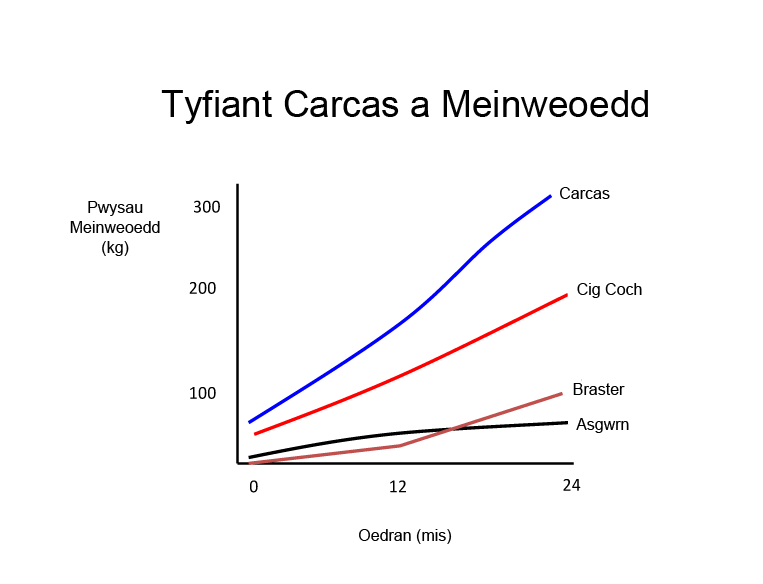 Tyfiant Carcas a Meinweoedd
Pwysau
Meinweoedd
(kg)
300
200
100
Carcas
Cig Coch
Braster
Asgwrn
0
12
24
Oedran (mis)